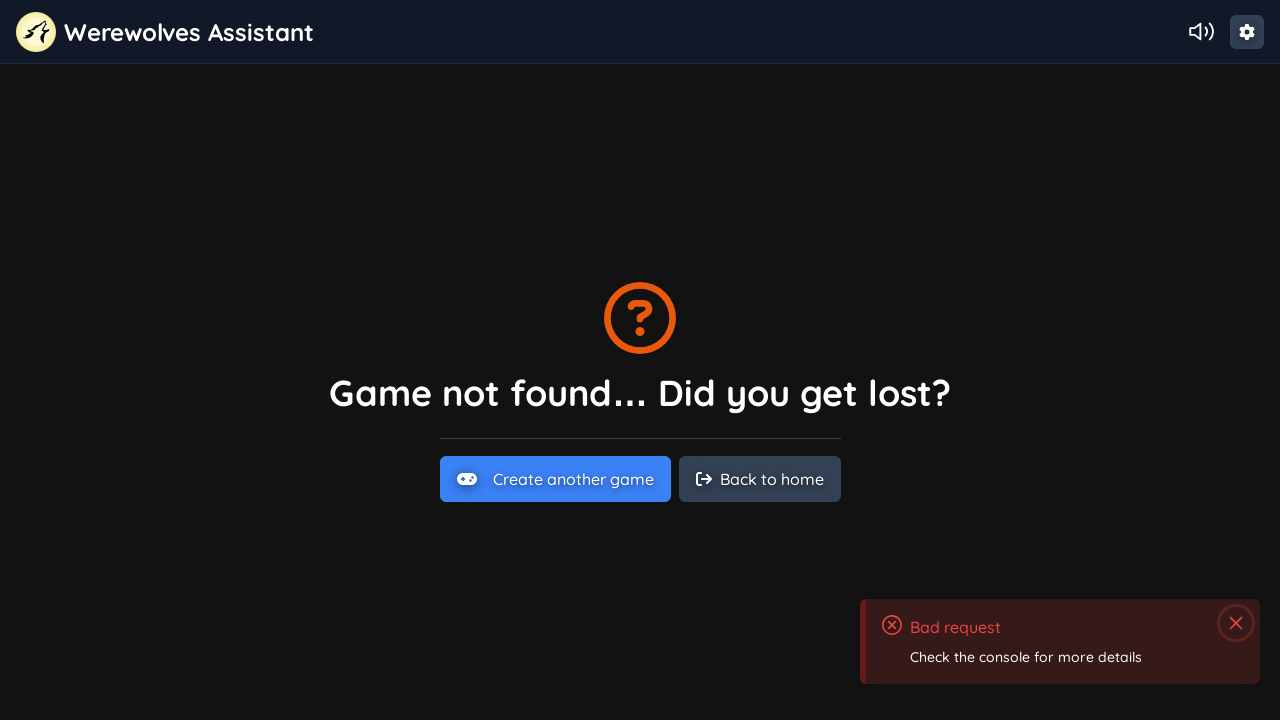 Werewolves Assistant
Game not found... Did you get lost?
Create another game
Back to home
Bad request
Check the console for more details